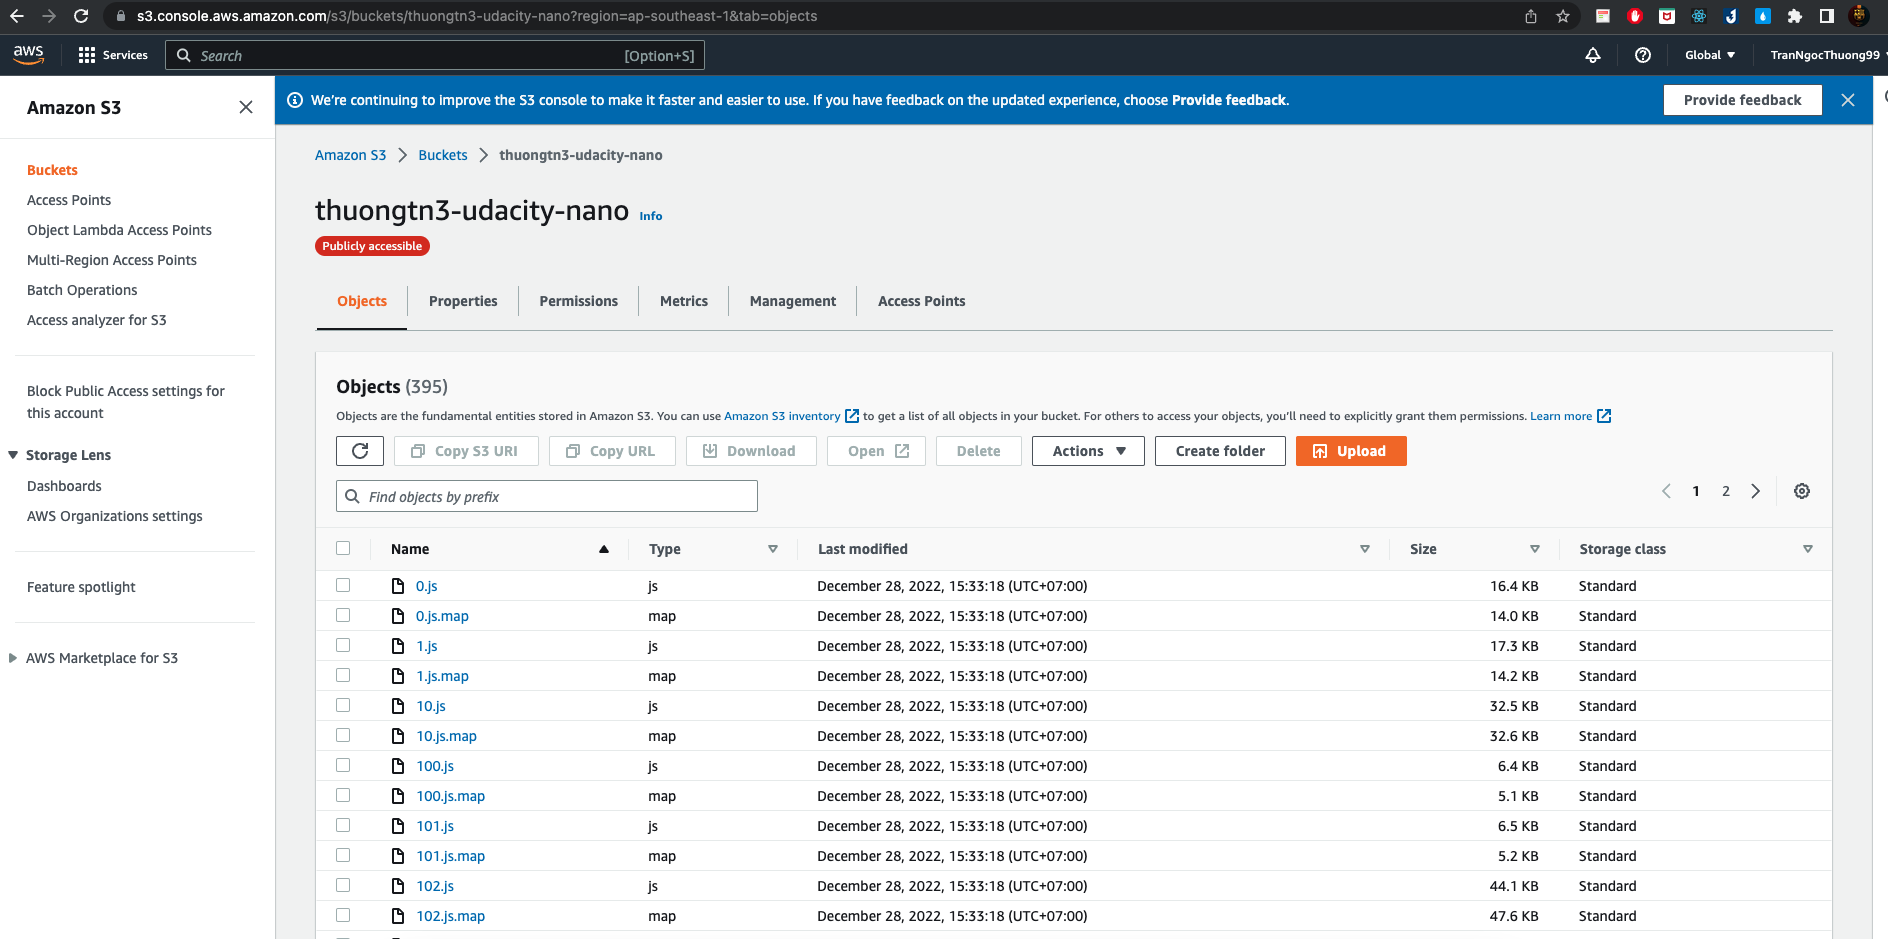 s3.console.aws.amazon.com/s3/buckets/thuongtn3-udacity-nano?region=ap-southeast-1&tab=objects
aws Services Search [Option+S] Global TranNgocThuong99
Amazon S3
Buckets
Access Points
Object Lambda Access Points
Multi-Region Access Points
Batch Operations
Access analyzer for S3
Block Public Access settings for
this account
Storage Lens
Dashboards
AWS Organizations settings
Feature spotlight
AWS Marketplace for S3
We're continuing to improve the S3 console to make it faster and easier to use. If you have feedback on the updated experience, choose Provide feedback. Provide feedback
Amazon S3 Buckets thuongtn3-udacity-nano
thuongtn3-udacity-nano Info
Publicly accessible
Objects Properties Permissions Metrics Management Access Points
Objects (395)
Objects are the fundamental entities stored in Amazon S3. You can use Amazon S3 inventory to get a list of all objects in your bucket. For others to access your objects, you'll need to explicitly grant them permissions. Learn more
Copy S3 URI Copy URL Download Open Delete Actions Create folder Upload
Find objects by prefix 1 2
Name Type Last modified Size Storage class
0.js js December 28, 2022, 15:33:18 (UTC+07:00) 16.4 KB Standard
0.js.map map December 28, 2022, 15:33:18 (UTC+07:00) 14.0 KB Standard
1.js js December 28, 2022, 15:33:18 (UTC+07:00) 17.3 KB Standard
1.js.map map December 28, 2022, 15:33:18 (UTC+07:00) 14.2 KB Standard
10.js js December 28, 2022, 15:33:18 (UTC+07:00) 32.5 KB Standard
10.js.map map December 28, 2022, 15:33:18 (UTC+07:00) 32.6 KB Standard
100.js js December 28, 2022, 15:33:18 (UTC+07:00) 6.4 KB Standard
100.js.map map December 28, 2022, 15:33:18 (UTC+07:00) 5.1 KB Standard
101.js js December 28, 2022, 15:33:18 (UTC+07:00) 6.5 KB Standard
101.js.map map December 28, 2022, 15:33:18 (UTC+07:00) 5.2 KB Standard
102.js js December 28, 2022, 15:33:18 (UTC+07:00) 44.1 KB Standard
102.js.map map December 28, 2022, 15:33:18 (UTC+07:00) 47.6 KB Standard